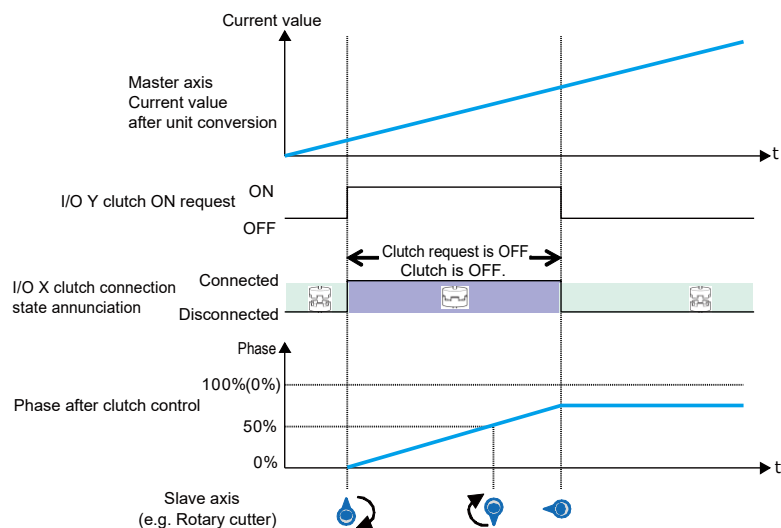 Current value
Master axis
Current value
after unit conversion
t
I/O Y clutch ON request
ON
OFF
Clutch request is OFF
Clutch is OFF.
I/O X clutch connection
state annunciation
Connected
Disconnected
Phase
100%(0%)
Phase after clutch control
50%
0%
t
Slave axis
(e.g. Rotary cutter)